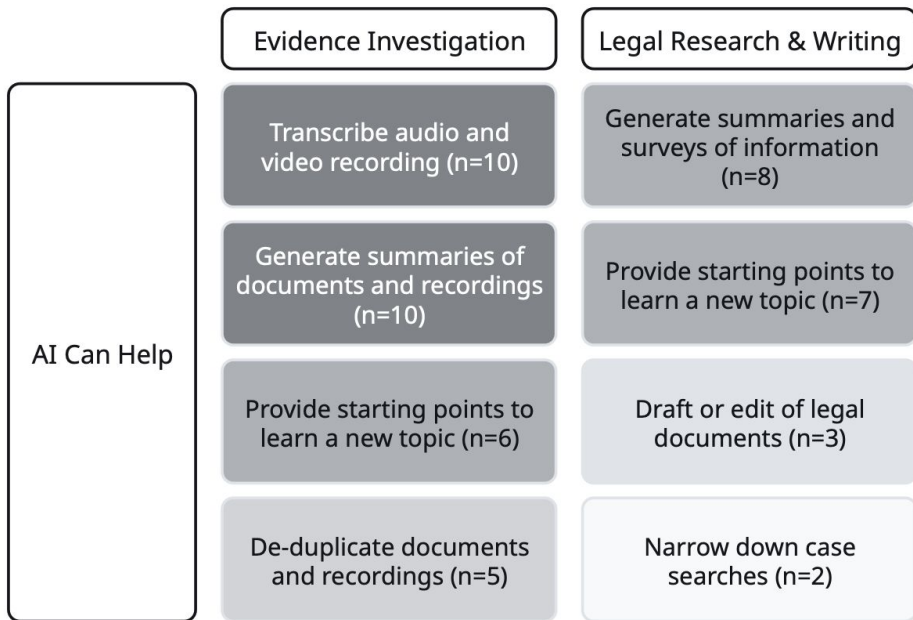 Evidence Investigation
Legal Research & Writing
AI Can Help
Transcribe audio and
video recording (n=10)
Generate summaries and
surveys of information
(n=8)
Generate summaries of
documents and recordings
(n=10)
Provide starting points to
learn a new topic (n=7)
Provide starting points to
learn a new topic (n=6)
Draft or edit of legal
documents (n=3)
De-duplicate documents
and recordings (n=5)
Narrow down case
searches (n=2)